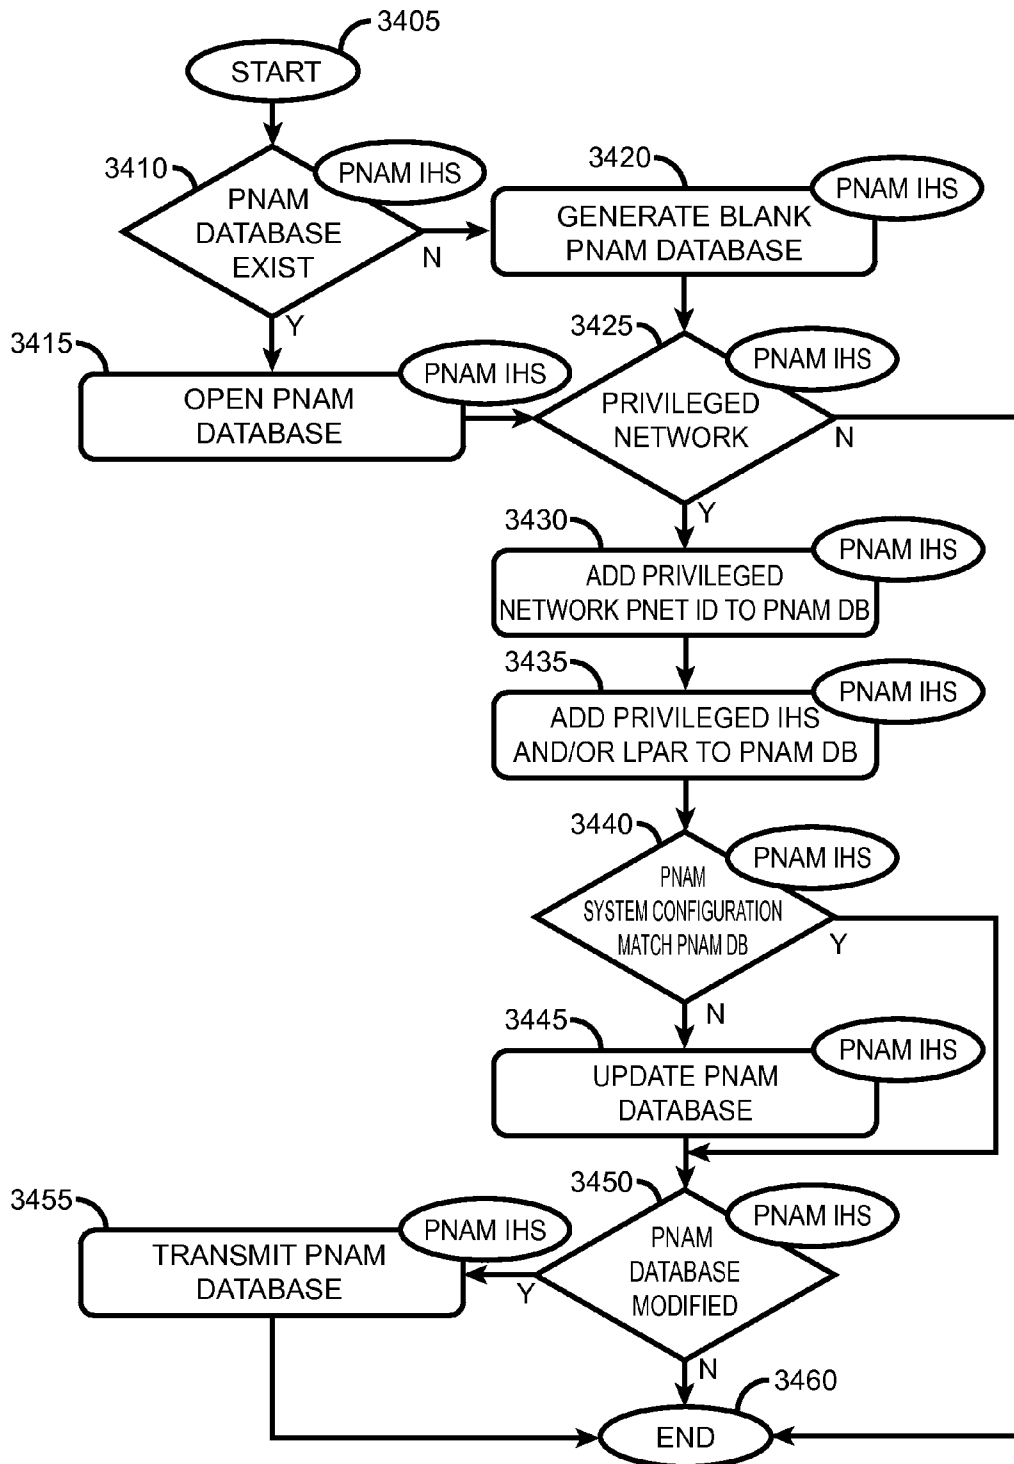 3405
START
3410
PNAM IHS
PNAM
DATABASE
EXIST
N
Y
3420
PNAM IHS
GENERATE BLANK
PNAM DATABASE
3415
PNAM IHS
OPEN PNAM
DATABASE
3425
PNAM IHS
PRIVILEGED
NETWORK
N
Y
3430
PNAM IHS
ADD PRIVILEGED
NETWORK PNET ID TO PNAM DB
3435
PNAM IHS
ADD PRIVILEGED IHS
AND/OR LPAR TO PNAM DB
3440
PNAM IHS
PNAM
SYSTEM CONFIGURATION
MATCH PNAM DB
Y
N
3445
PNAM IHS
UPDATE PNAM
DATABASE
3450
PNAM IHS
PNAM
DATABASE
MODIFIED
Y
N
3455
PNAM IHS
TRANSMIT PNAM
DATABASE
3460
END